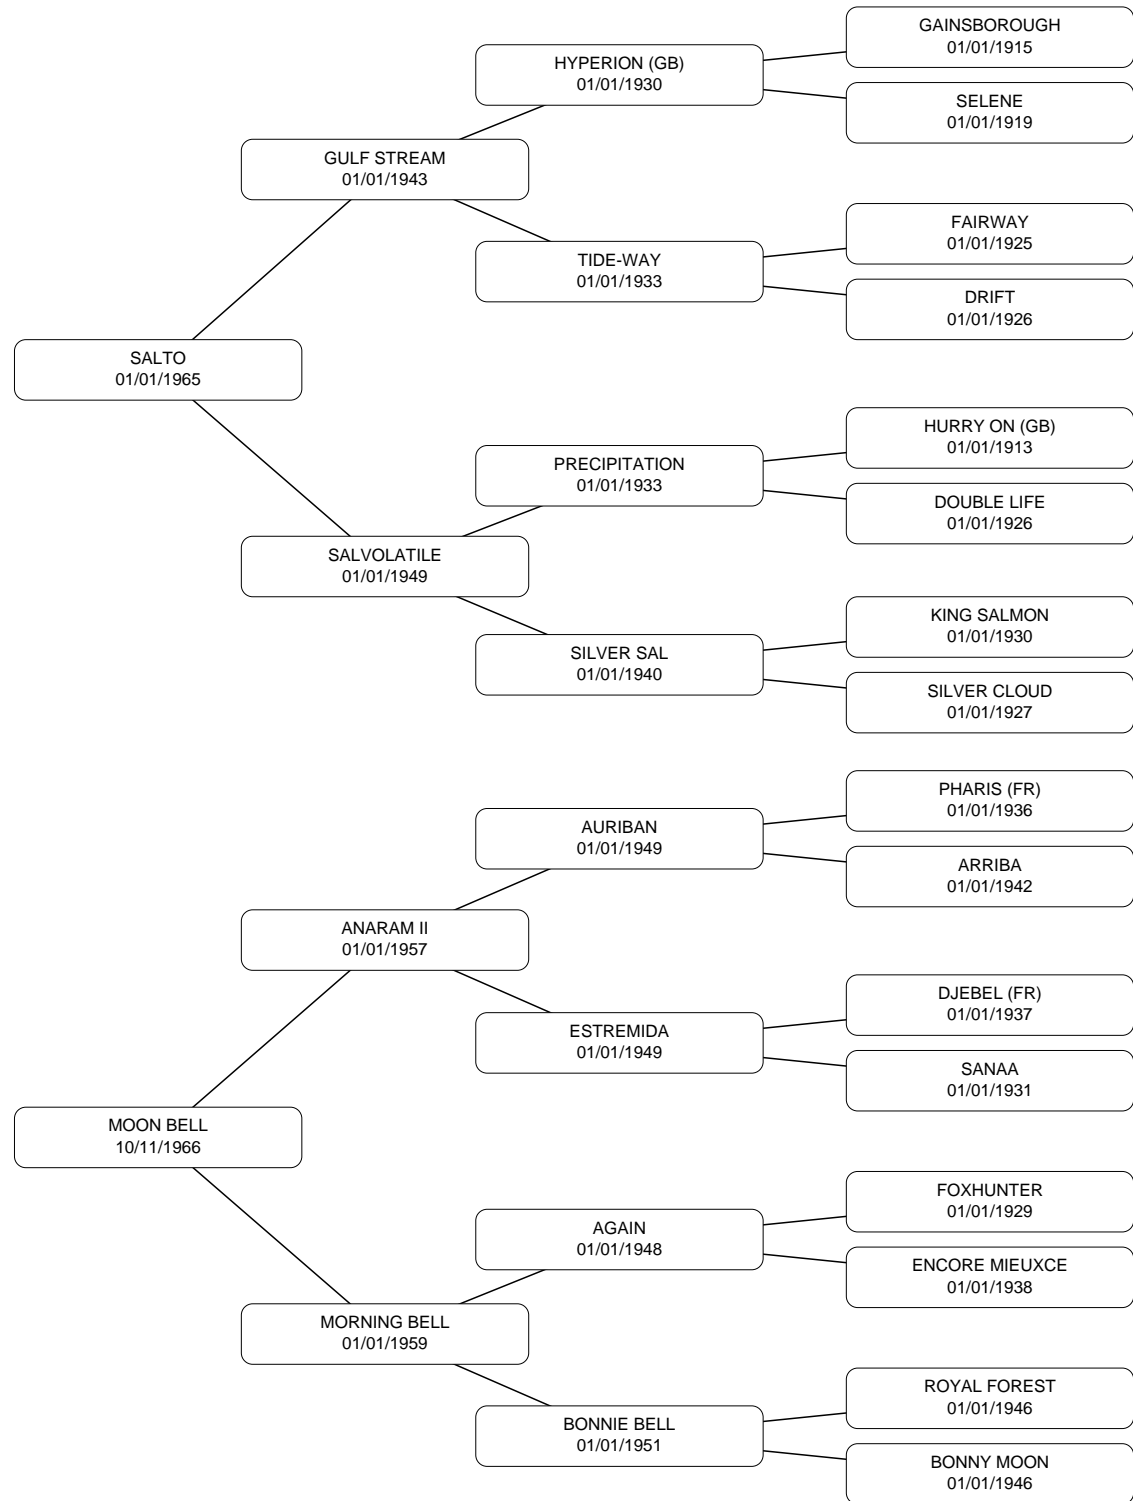 GAINSBOROUGH
01/01/1915
HYPERION (GB)
01/01/1930
SELENE
01/01/1919
GULF STREAM
01/01/1943
FAIRWAY
01/01/1925
TIDE-WAY
01/01/1933
DRIFT
01/01/1926
SALTO
01/01/1965
HURRY ON (GB)
01/01/1913
PRECIPITATION
01/01/1933
DOUBLE LIFE
01/01/1926
SALVOLATILE
01/01/1949
KING SALMON
01/01/1930
SILVER SAL
01/01/1940
SILVER CLOUD
01/01/1927
PHARIS (FR)
01/01/1936
AURIBAN
01/01/1949
ARRIBA
01/01/1942
ANARAM II
01/01/1957
DJEBEL (FR)
01/01/1937
ESTREMIDA
01/01/1949
SANAA
01/01/1931
MOON BELL
10/11/1966
FOXHUNTER
01/01/1929
AGAIN
01/01/1948
ENCORE MIEUXCE
01/01/1938
MORNING BELL
01/01/1959
ROYAL FOREST
01/01/1946
BONNIE BELL
01/01/1951
BONNY MOON
01/01/1946